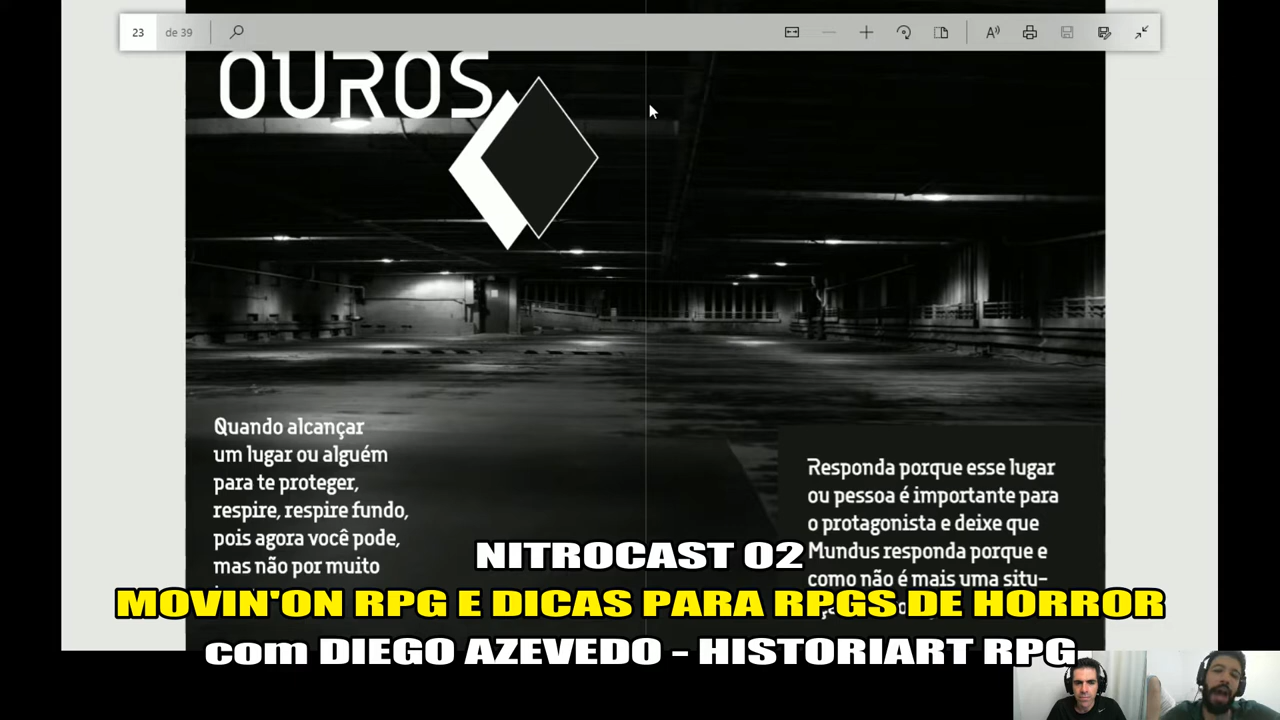 23 de 39
OUROS
Quando alcançar
um lugar ou alguém
para te proteger,
respire, respire fundo,
pois agora você pode,
mas não por muito
Responda porque esse lugar
ou pessoa é importante para
o protagonista e deixe que
Mundus responda porque e
como não é mais uma situ-
NITROCAST 02
MOVIN'ON RPG E DICAS PARA RPGS DE HORROR
com DIEGO AZEVEDO - HISTORIART RPG.